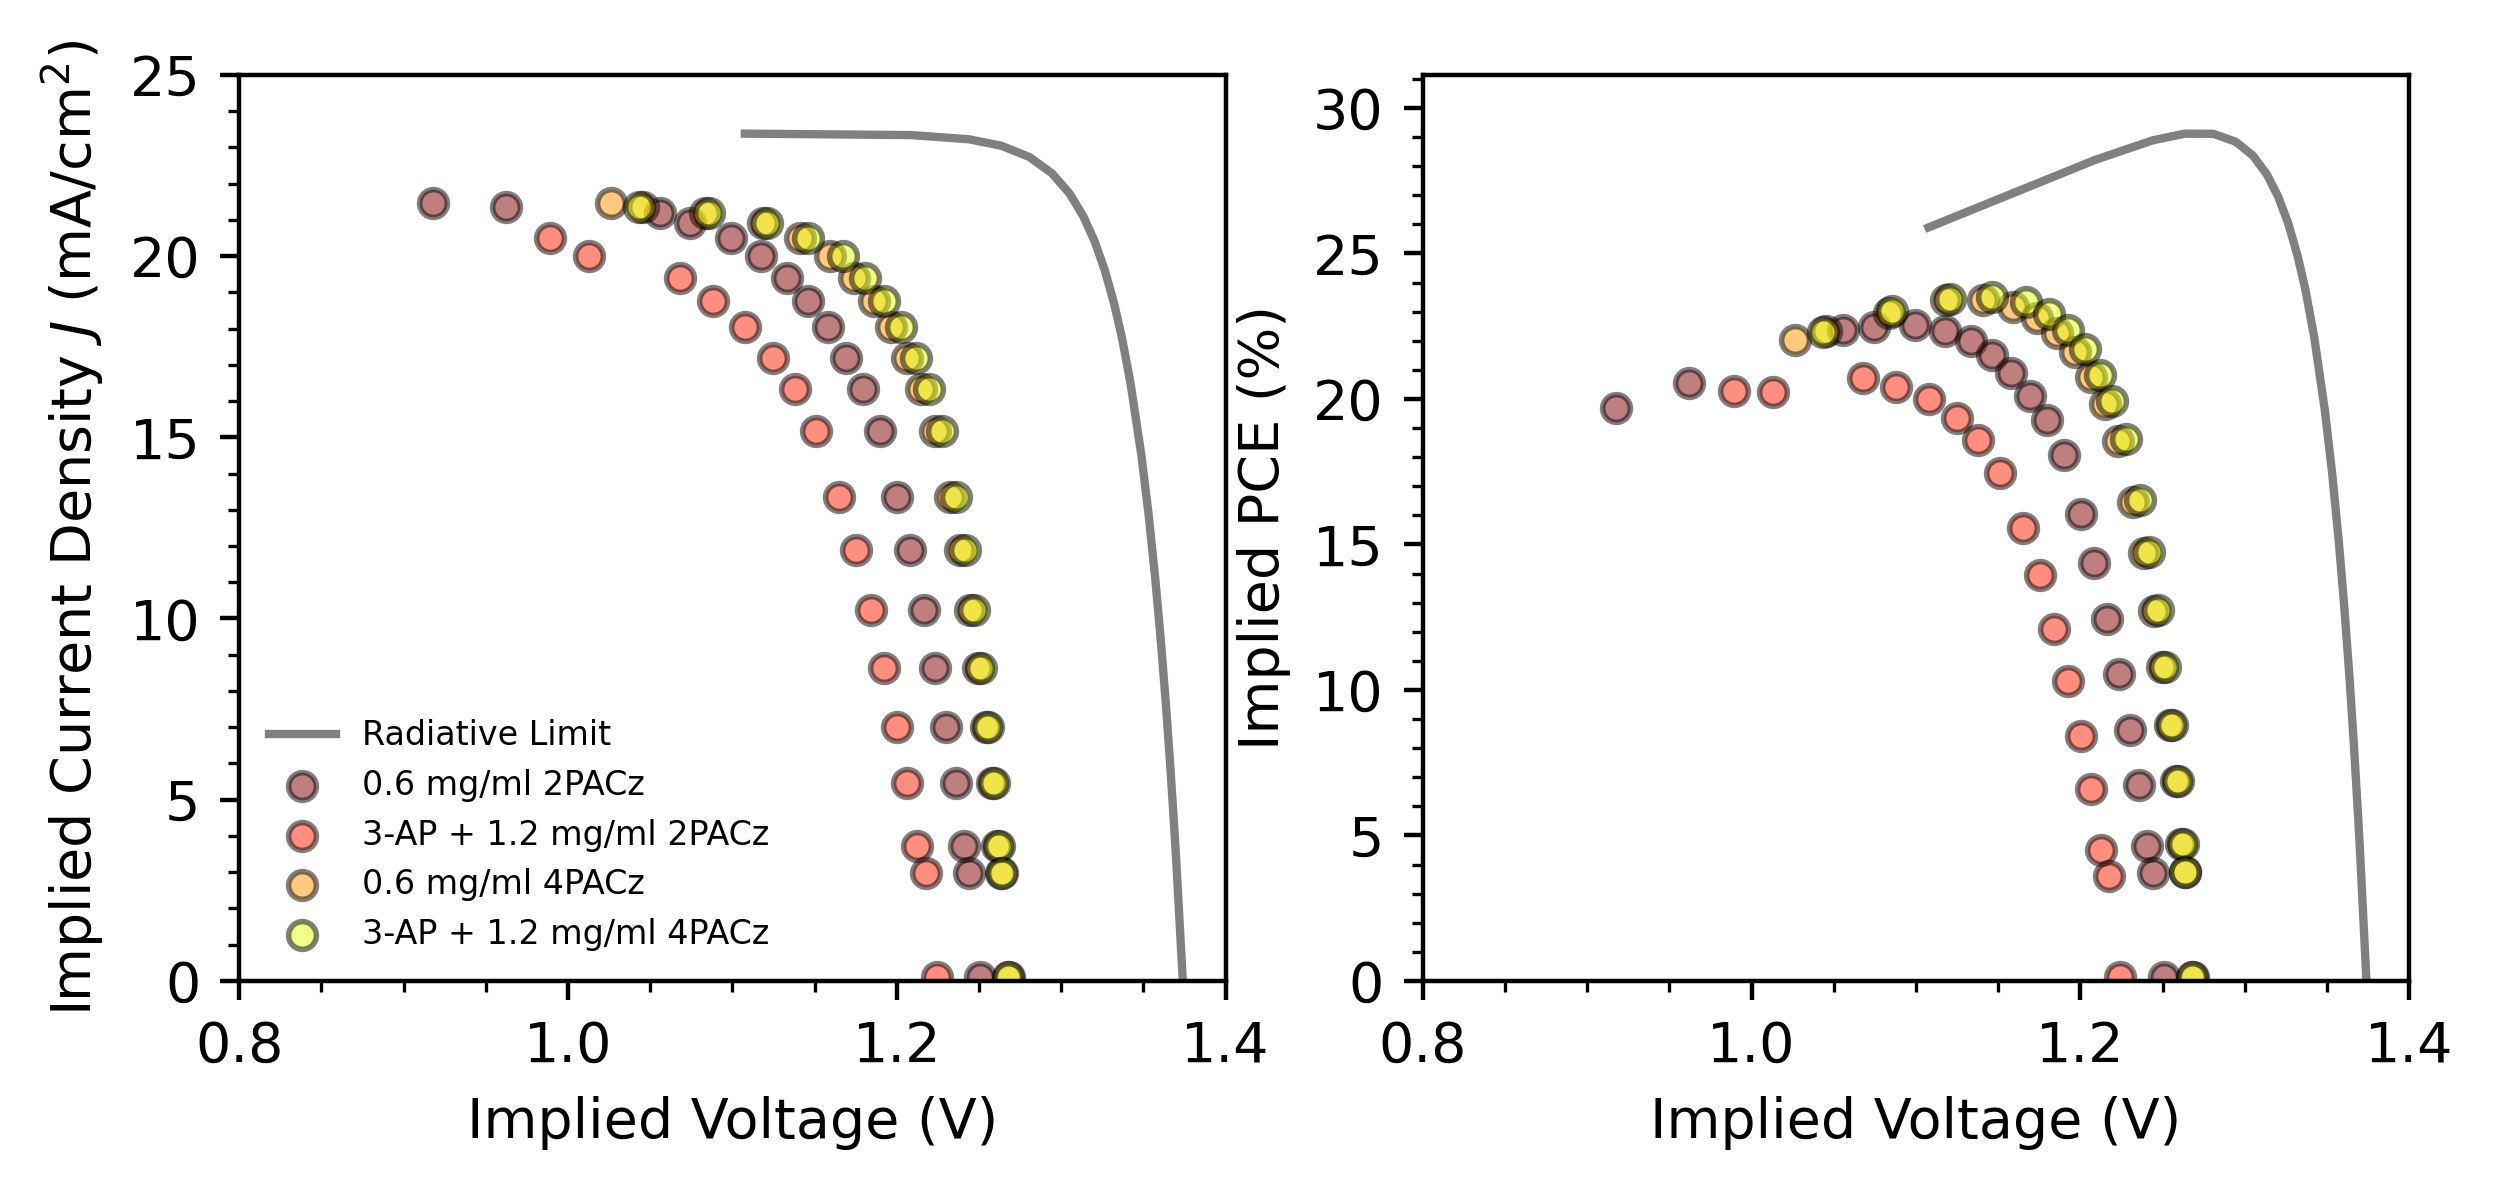 Implied Current Density J (mA/cm²)
25
20
15
10
5
0
0.8
1.0
1.2
1.4
Implied Voltage (V)
Radiative Limit
0.6 mg/ml 2PACz
3-AP + 1.2 mg/ml 2PACz
0.6 mg/ml 4PACz
3-AP + 1.2 mg/ml 4PACz
Implied PCE (%)
30
25
20
15
10
5
0
0.8
1.0
1.2
1.4
Implied Voltage (V)